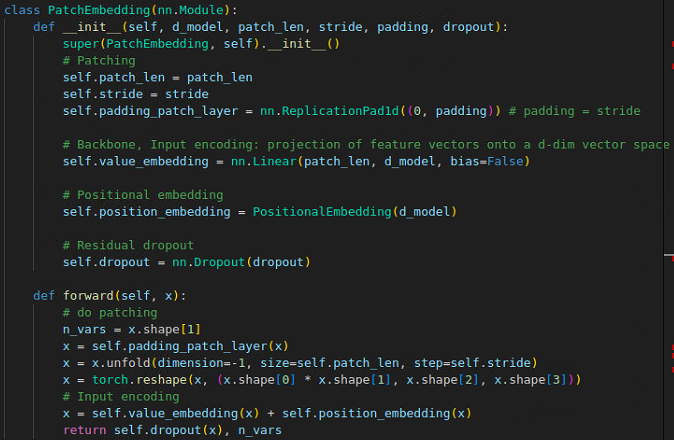 class PatchEmbedding(nn.Module):
    def __init__(self, d_model, patch_len, stride, padding, dropout):
        super(PatchEmbedding, self).__init__()
        # Patching
        self.patch_len = patch_len
        self.stride = stride
        self.padding_patch_layer = nn.ReplicationPad1d((0, padding)) # padding = stride

        # Backbone, Input encoding: projection of feature vectors onto a d-dim vector space
        self.value_embedding = nn.Linear(patch_len, d_model, bias=False)

        # Positional embedding
        self.position_embedding = PositionalEmbedding(d_model)

        # Residual dropout
        self.dropout = nn.Dropout(dropout)

    def forward(self, x):
        # do patching
        n_vars = x.shape[1]
        x = self.padding_patch_layer(x)
        x = x.unfold(dimension=-1, size=self.patch_len, step=self.stride)
        x = torch.reshape(x, (x.shape[0] * x.shape[1], x.shape[2], x.shape[3]))
        # Input encoding
        x = self.value_embedding(x) + self.position_embedding(x)
        return self.dropout(x), n_vars